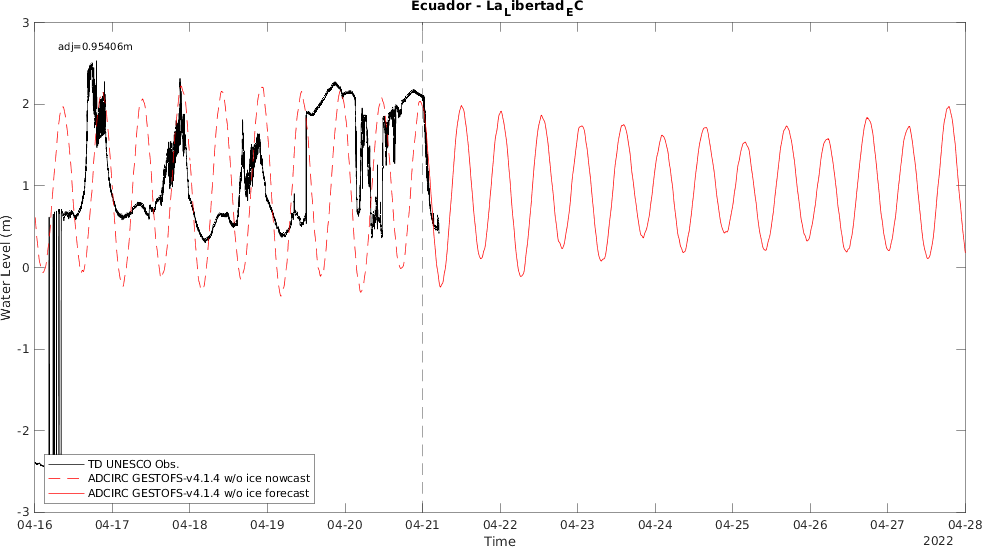 Ecuador - LaLibertadEC
adj=0.95406m
3
2
1
0
-1
-2
-3
Water Level (m)
TD UNESCO Obs.
ADCIRC GESTOFS-v4.1.4 w/o ice nowcast
ADCIRC GESTOFS-v4.1.4 w/o ice forecast
04-16 04-17 04-18 04-19 04-20 04-21 04-22 04-23 04-24 04-25 04-26 04-27 04-28
Time
2022